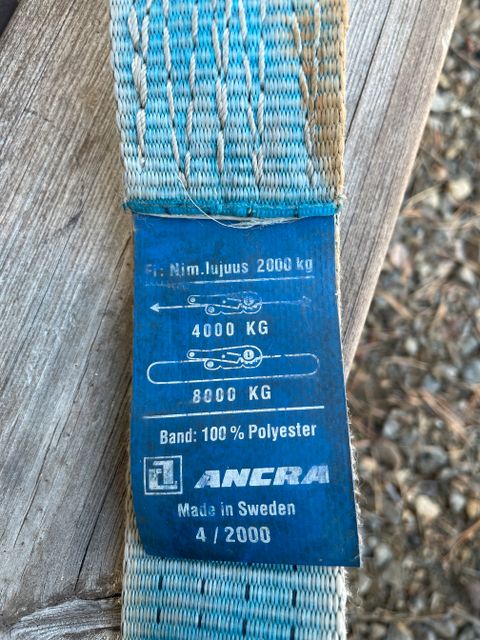 FI: Nim.lujuus 2000 kg
4000 KG
8000 KG
Band: 100 % Polyester
ANCRA
Made in Sweden
4 / 2000